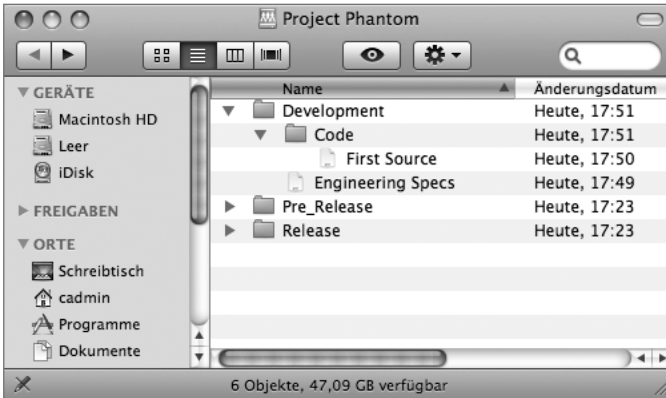 Project Phantom
Name Änderungsdatum
GERÄTE
Macintosh HD
Leer
iDisk
FREIGABEN
ORTE
Schreibtisch
cadmin
Programme
Dokumente
Development Heute, 17:51
Code Heute, 17:51
First Source Heute, 17:50
Engineering Specs Heute, 17:49
Pre_Release Heute, 17:23
Release Heute, 17:23
6 Objekte, 47,09 GB verfügbar